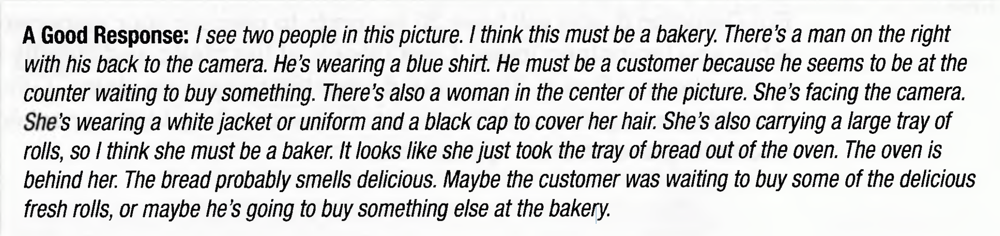 A Good Response: I see two people in this picture. I think this must be a bakery. There's a man on the right
with his back to the camera. He's wearing a blue shirt. He must be a customer because he seems to be at the
counter waiting to buy something. There's also a woman in the center of the picture. She's facing the camera.
She's wearing a white jacket or uniform and a black cap to cover her hair. She's also carrying a large tray of
rolls, so I think she must be a baker. It looks like she just took the tray of bread out of the oven. The oven is
behind her. The bread probably smells delicious. Maybe the customer was waiting to buy some of the delicious
fresh rolls, or maybe he's going to buy something else at the bakery.